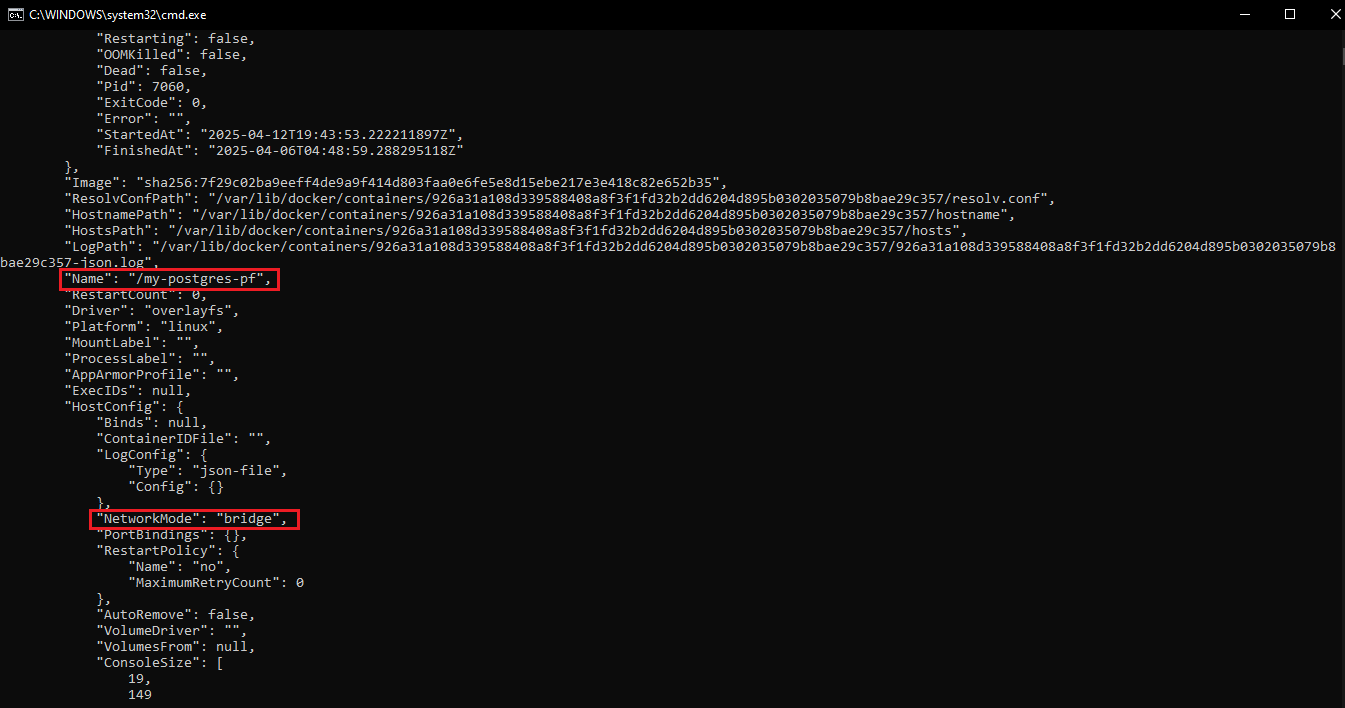 C:\WINDOWS\system32\cmd.exe
"Restarting": false,
"OOMKilled": false,
"Dead": false,
"Pid": 7060,
"ExitCode": 0,
"Error": "",
"StartedAt": "2025-04-12T19:43:53.222211897Z",
"FinishedAt": "2025-04-06T04:48:59.288295118Z"
},
"Image": "sha256:7f29c02ba9eeff4de9a9f414d803faa0e6fe5e8d15ebe217e3e418c82e652b35",
"ResolvConfPath": "/var/lib/docker/containers/926a31a108d339588408a8f3f1fd32b2dd6204d895b0302035079b8bae29c357/resolv.conf",
"HostnamePath": "/var/lib/docker/containers/926a31a108d339588408a8f3f1fd32b2dd6204d895b0302035079b8bae29c357/hostname",
"HostsPath": "/var/lib/docker/containers/926a31a108d339588408a8f3f1fd32b2dd6204d895b0302035079b8bae29c357/hosts",
"LogPath": "/var/lib/docker/containers/926a31a108d339588408a8f3f1fd32b2dd6204d895b0302035079b8bae29c357/926a31a108d339588408a8f3f1fd32b2dd6204d895b0302035079b8
bae29c357-json.log",
"Name": "/my-postgres-pf",
"RestartCount": 0,
"Driver": "overlayfs",
"Platform": "linux",
"MountLabel": "",
"ProcessLabel": "",
"AppArmorProfile": "",
"ExecIDs": null,
"HostConfig": {
"Binds": null,
"ContainerIDFile": "",
"LogConfig": {
"Type": "json-file",
"Config": {}
},
"NetworkMode": "bridge",
"PortBindings": {},
"RestartPolicy": {
"Name": "no",
"MaximumRetryCount": 0
},
"AutoRemove": false,
"VolumeDriver": "",
"VolumesFrom": null,
"ConsoleSize": [
19,
149